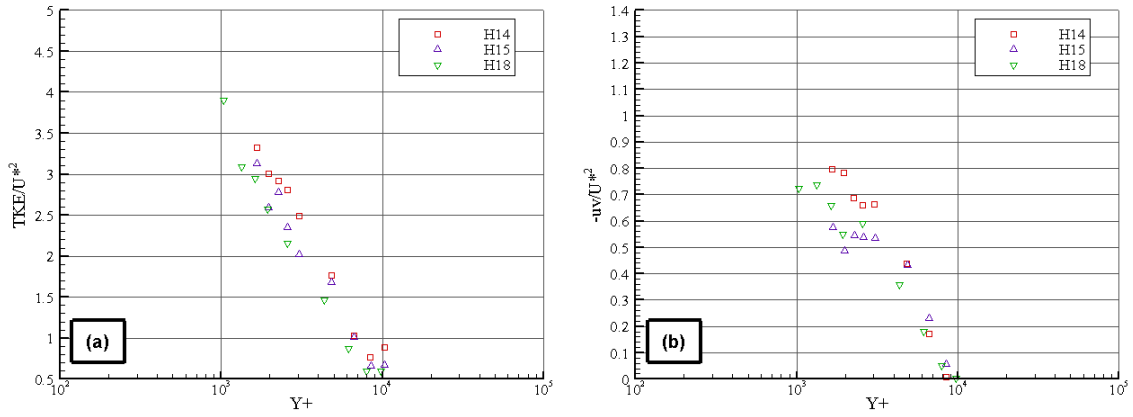 5
4.5
4
3.5
3
2.5
2
1.5
1
0.5
TKE/U*²
H14
H15
H18
(a)
10² 10³ 10⁴ 10⁵
Y+
1.4
1.3
1.2
1.1
1
0.9
0.8
0.7
0.6
0.5
0.4
0.3
0.2
0.1
0
-uv/U*²
H14
H15
H18
(b)
10² 10³ 10⁴ 10⁵
Y+